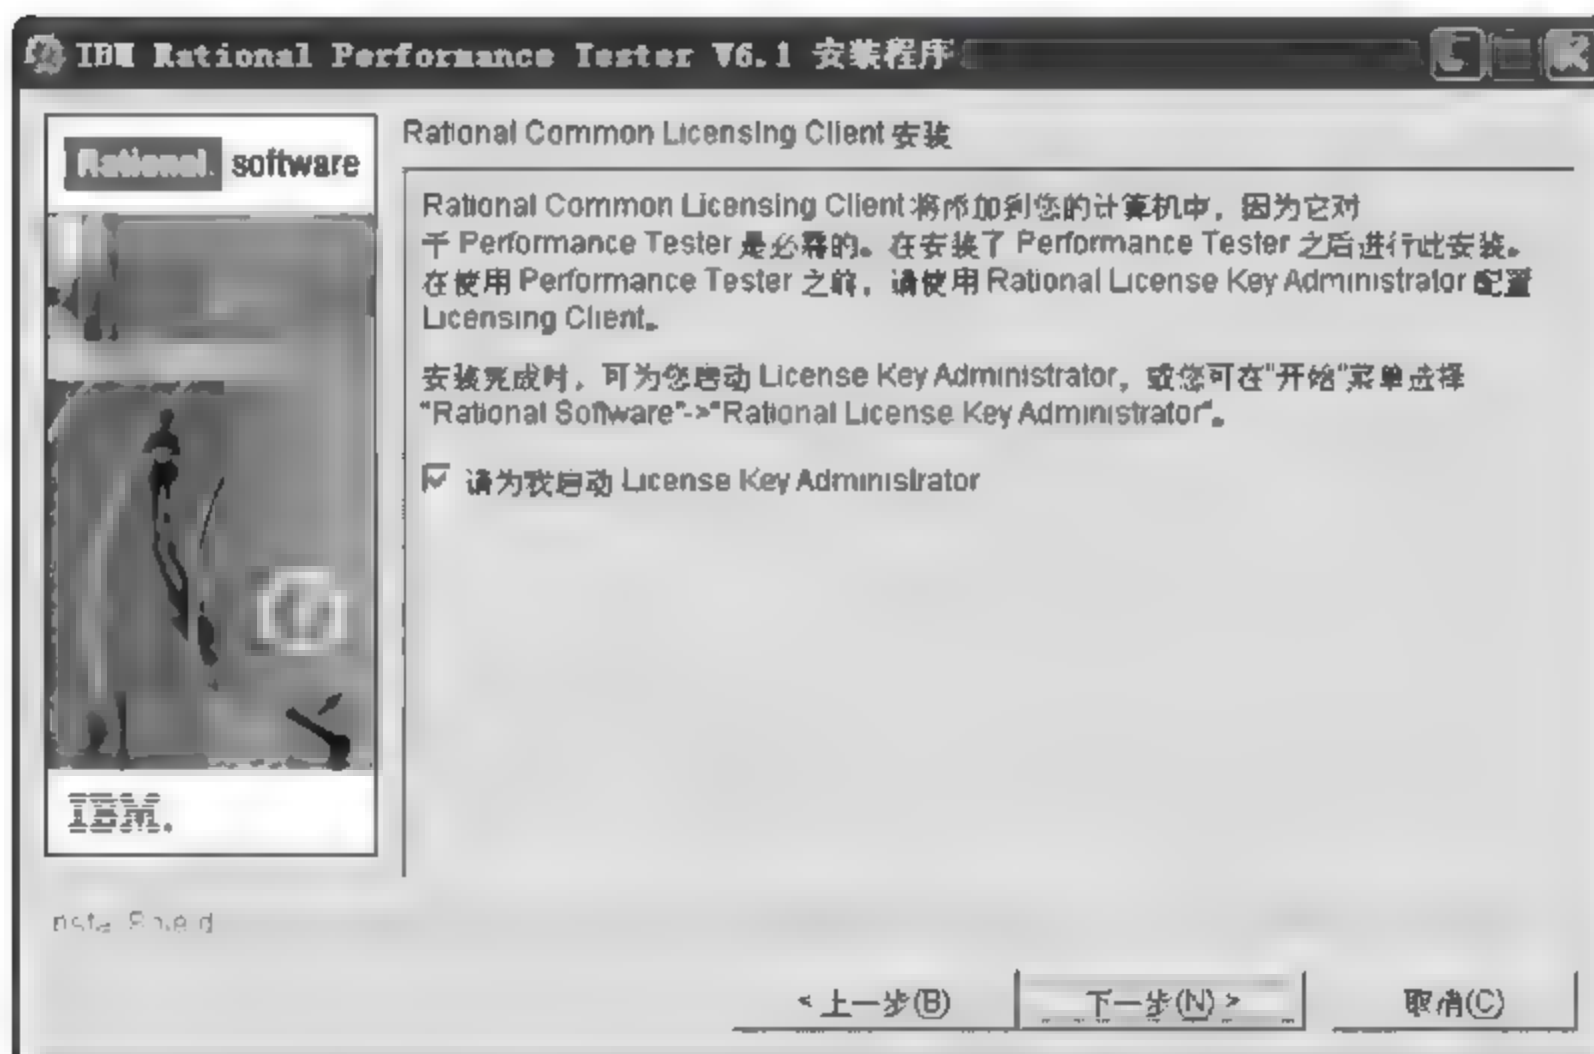 IBM Rational Performance Tester V6.1 安装程序
Rational software
Rational Common Licensing Client 安装
Rational Common Licensing Client 将添加到您的计算机中，因为它对
于 Performance Tester 是必需的。在安装了 Performance Tester 之后进行此安装。
在使用 Performance Tester 之前，请使用 Rational License Key Administrator 配置
Licensing Client。
安装完成时，可为您启动 License Key Administrator，或您可在"开始"菜单选择
"Rational Software"->"Rational License Key Administrator"。
请为我启动 License Key Administrator
IBM.
InstallShield
< 上一步(B)
下一步(N) >
取消(C)